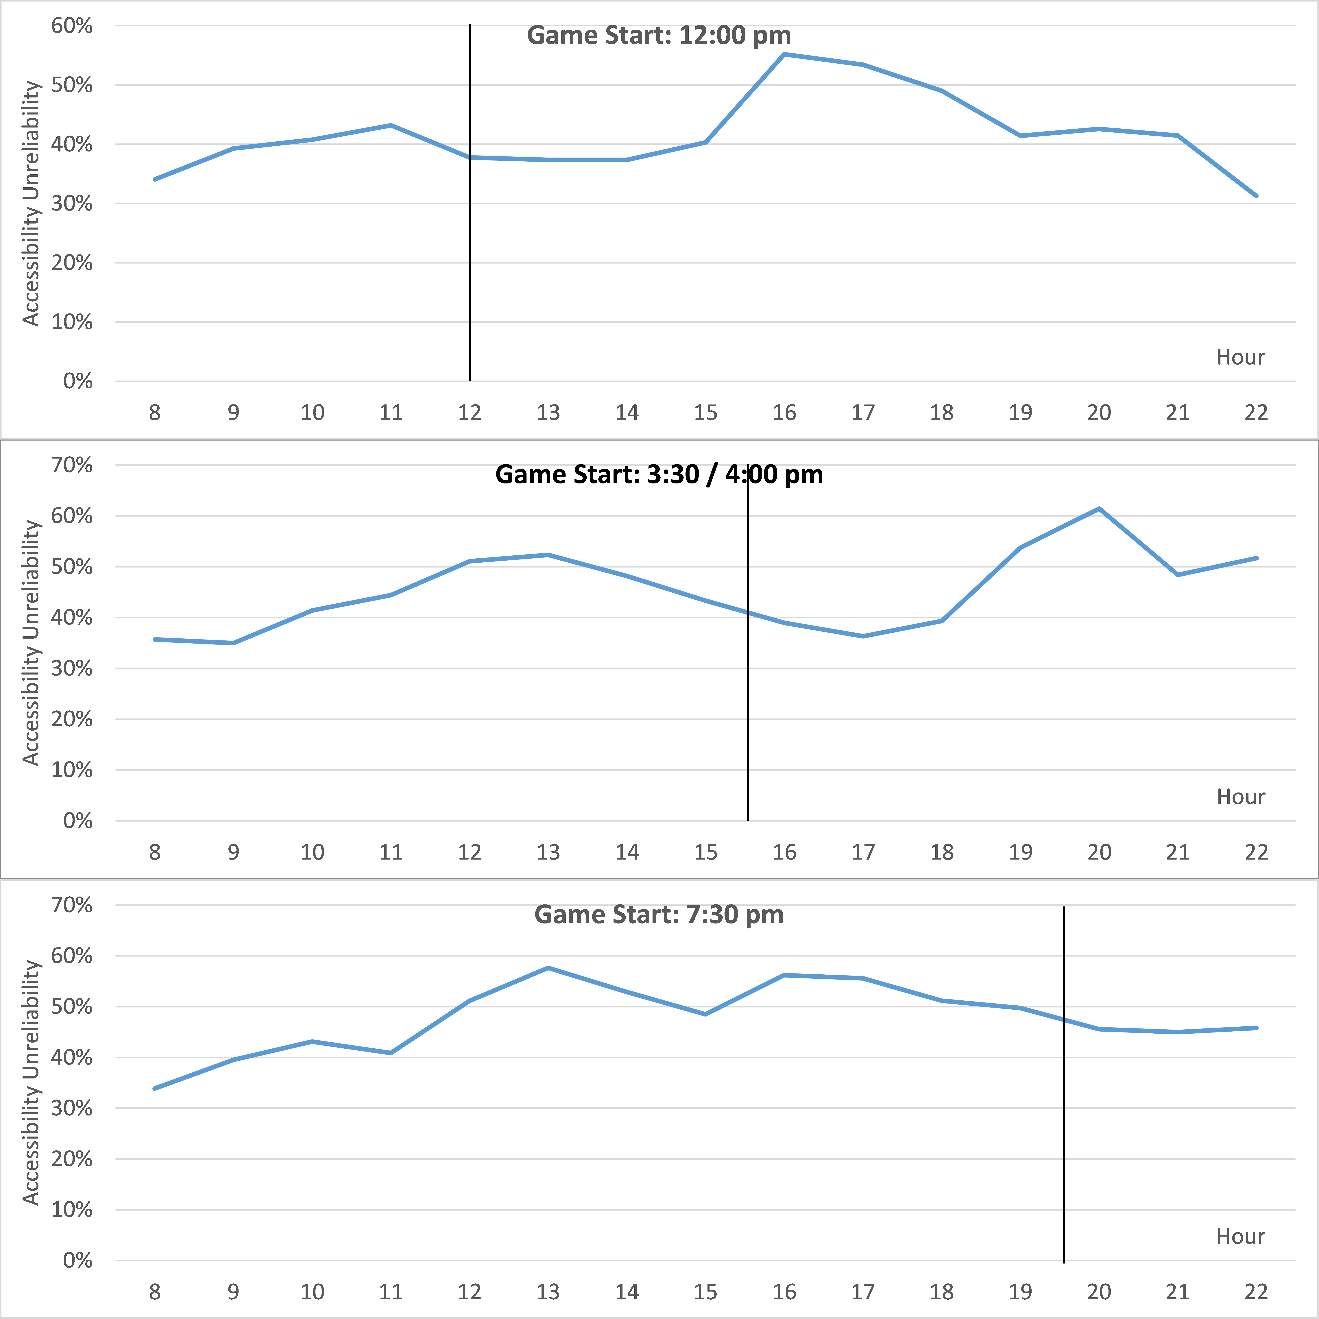 Game Start: 12:00 pm
Accessibility Unreliability
60%
50%
40%
30%
20%
10%
0%
Hour
8 9 10 11 12 13 14 15 16 17 18 19 20 21 22
Game Start: 3:30 / 4:00 pm
Accessibility Unreliability
70%
60%
50%
40%
30%
20%
10%
0%
Hour
8 9 10 11 12 13 14 15 16 17 18 19 20 21 22
Game Start: 7:30 pm
Accessibility Unreliability
70%
60%
50%
40%
30%
20%
10%
0%
Hour
8 9 10 11 12 13 14 15 16 17 18 19 20 21 22